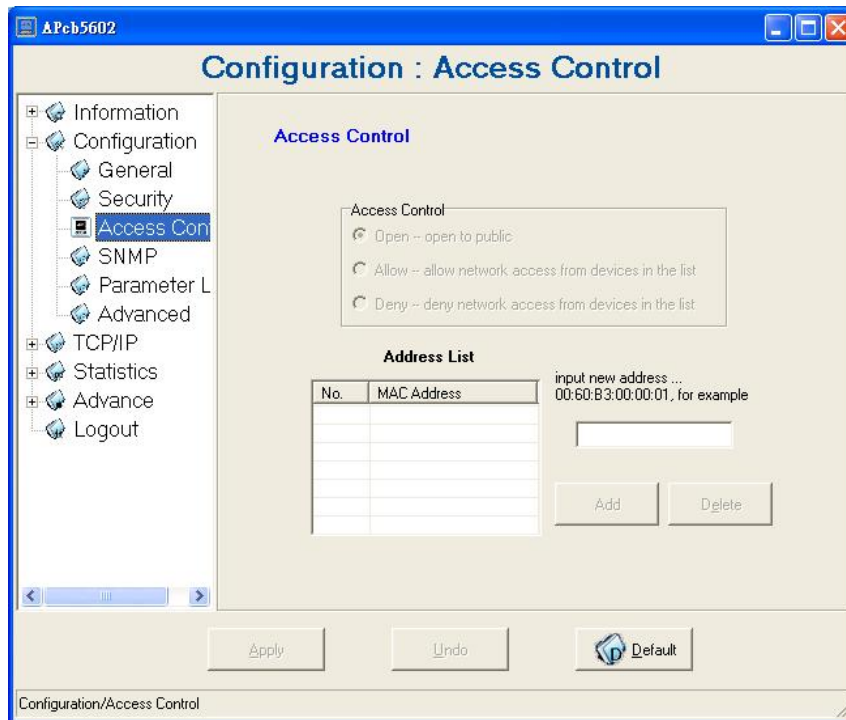 APcb5602
Configuration : Access Control
Information
Configuration
General
Security
Access Con
SNMP
Parameter L
Advanced
TCP/IP
Statistics
Advance
Logout
Access Control
Access Control
Open -- open to public
Allow -- allow network access from devices in the list
Deny -- deny network access from devices in the list
Address List
No. MAC Address
input new address ...
00:60:B3:00:00:01, for example
Add Delete
Apply Undo Default
Configuration/Access Control